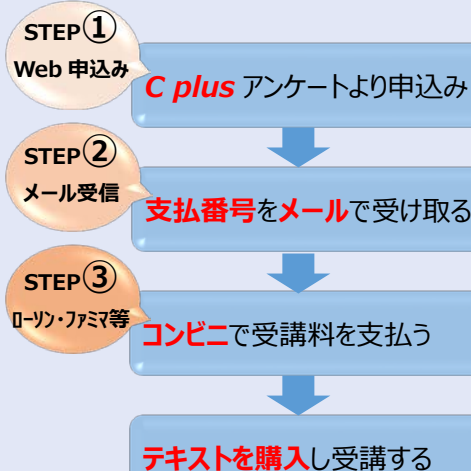 STEP①
Web 申込み
C plus アンケートより申込み
STEP②
メール受信
支払番号をメールで受け取る
STEP③
ﾛｰｿﾝ・ﾌｧﾐﾏ等
コンビニで受講料を支払う
テキストを購入し受講する